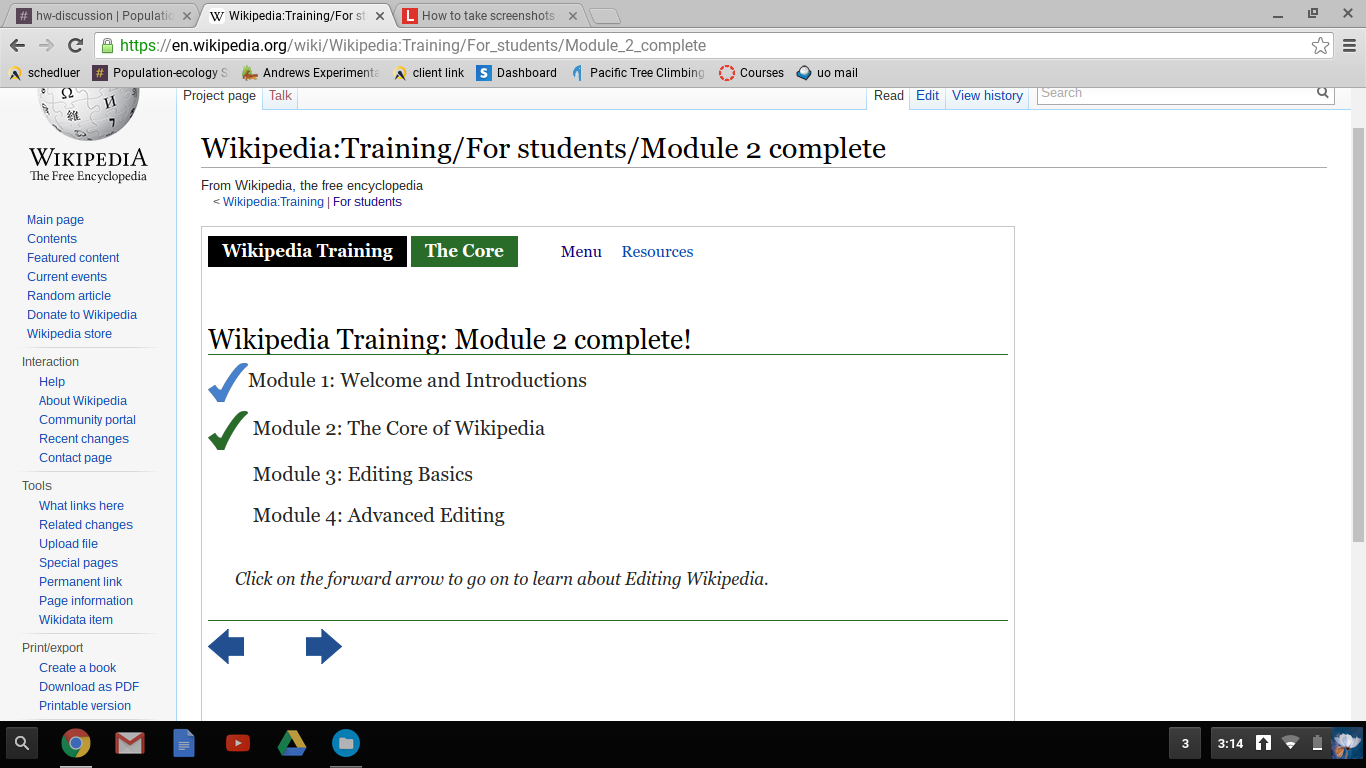 hw-discussion | Populatio
Wikipedia:Training/For st
How to take screenshots
https://en.wikipedia.org/wiki/Wikipedia:Training/For_students/Module_2_complete
schedluer
Population-ecology S
Andrews Experimenta
client link
S Dashboard
Pacific Tree Climbing
Courses
uo mail
Project page Talk
Read Edit View history
Search
WIKIPEDIA
The Free Encyclopedia
Main page
Contents
Featured content
Current events
Random article
Donate to Wikipedia
Wikipedia store
Interaction
Help
About Wikipedia
Community portal
Recent changes
Contact page
Tools
What links here
Related changes
Upload file
Special pages
Permanent link
Page information
Wikidata item
Print/export
Create a book
Download as PDF
Printable version
Wikipedia:Training/For students/Module 2 complete
From Wikipedia, the free encyclopedia
< Wikipedia:Training | For students
Wikipedia Training The Core Menu Resources
Wikipedia Training: Module 2 complete!
Module 1: Welcome and Introductions
Module 2: The Core of Wikipedia
Module 3: Editing Basics
Module 4: Advanced Editing
Click on the forward arrow to go on to learn about Editing Wikipedia.
3
3:14